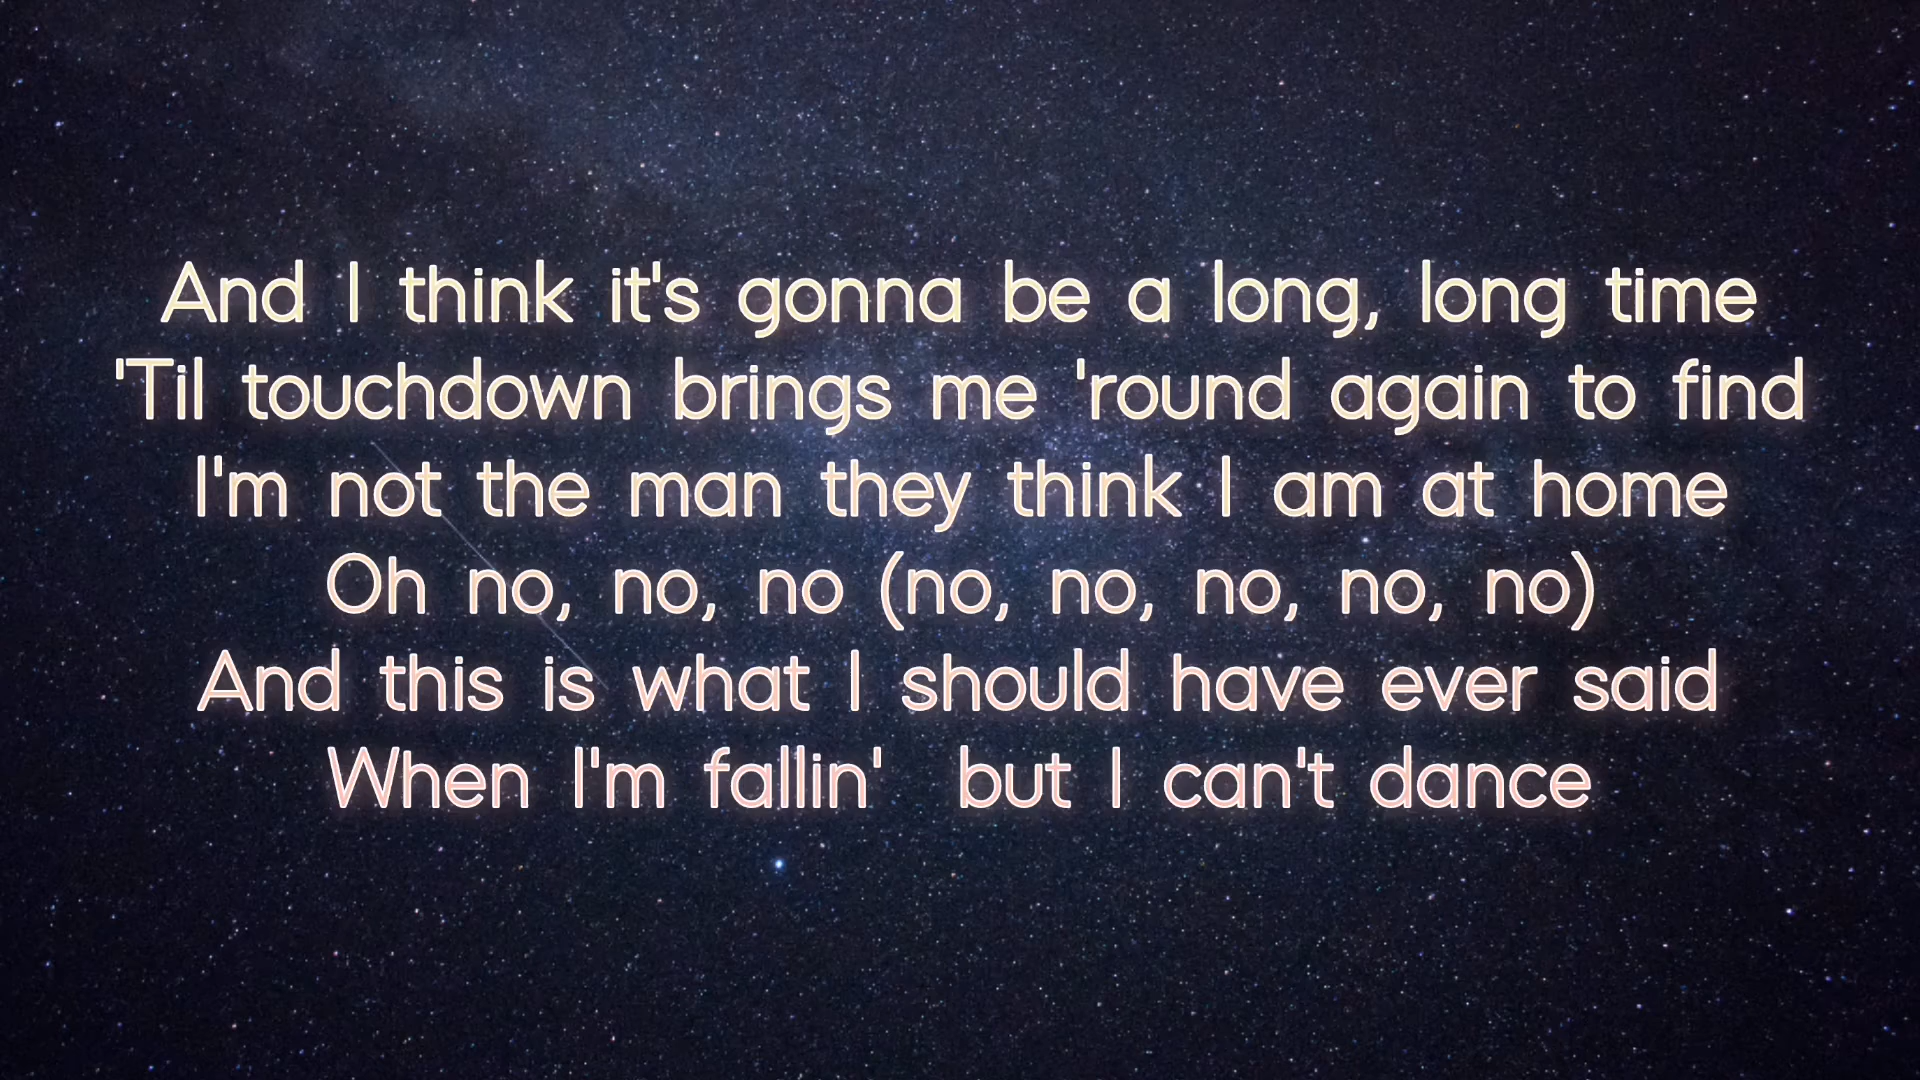 And I think it's gonna be a long, long time
'Til touchdown brings me 'round again to find
I'm not the man they think I am at home
Oh no, no, no (no, no, no, no, no)
And this is what I should have ever said
When I'm fallin'  but I can't dance